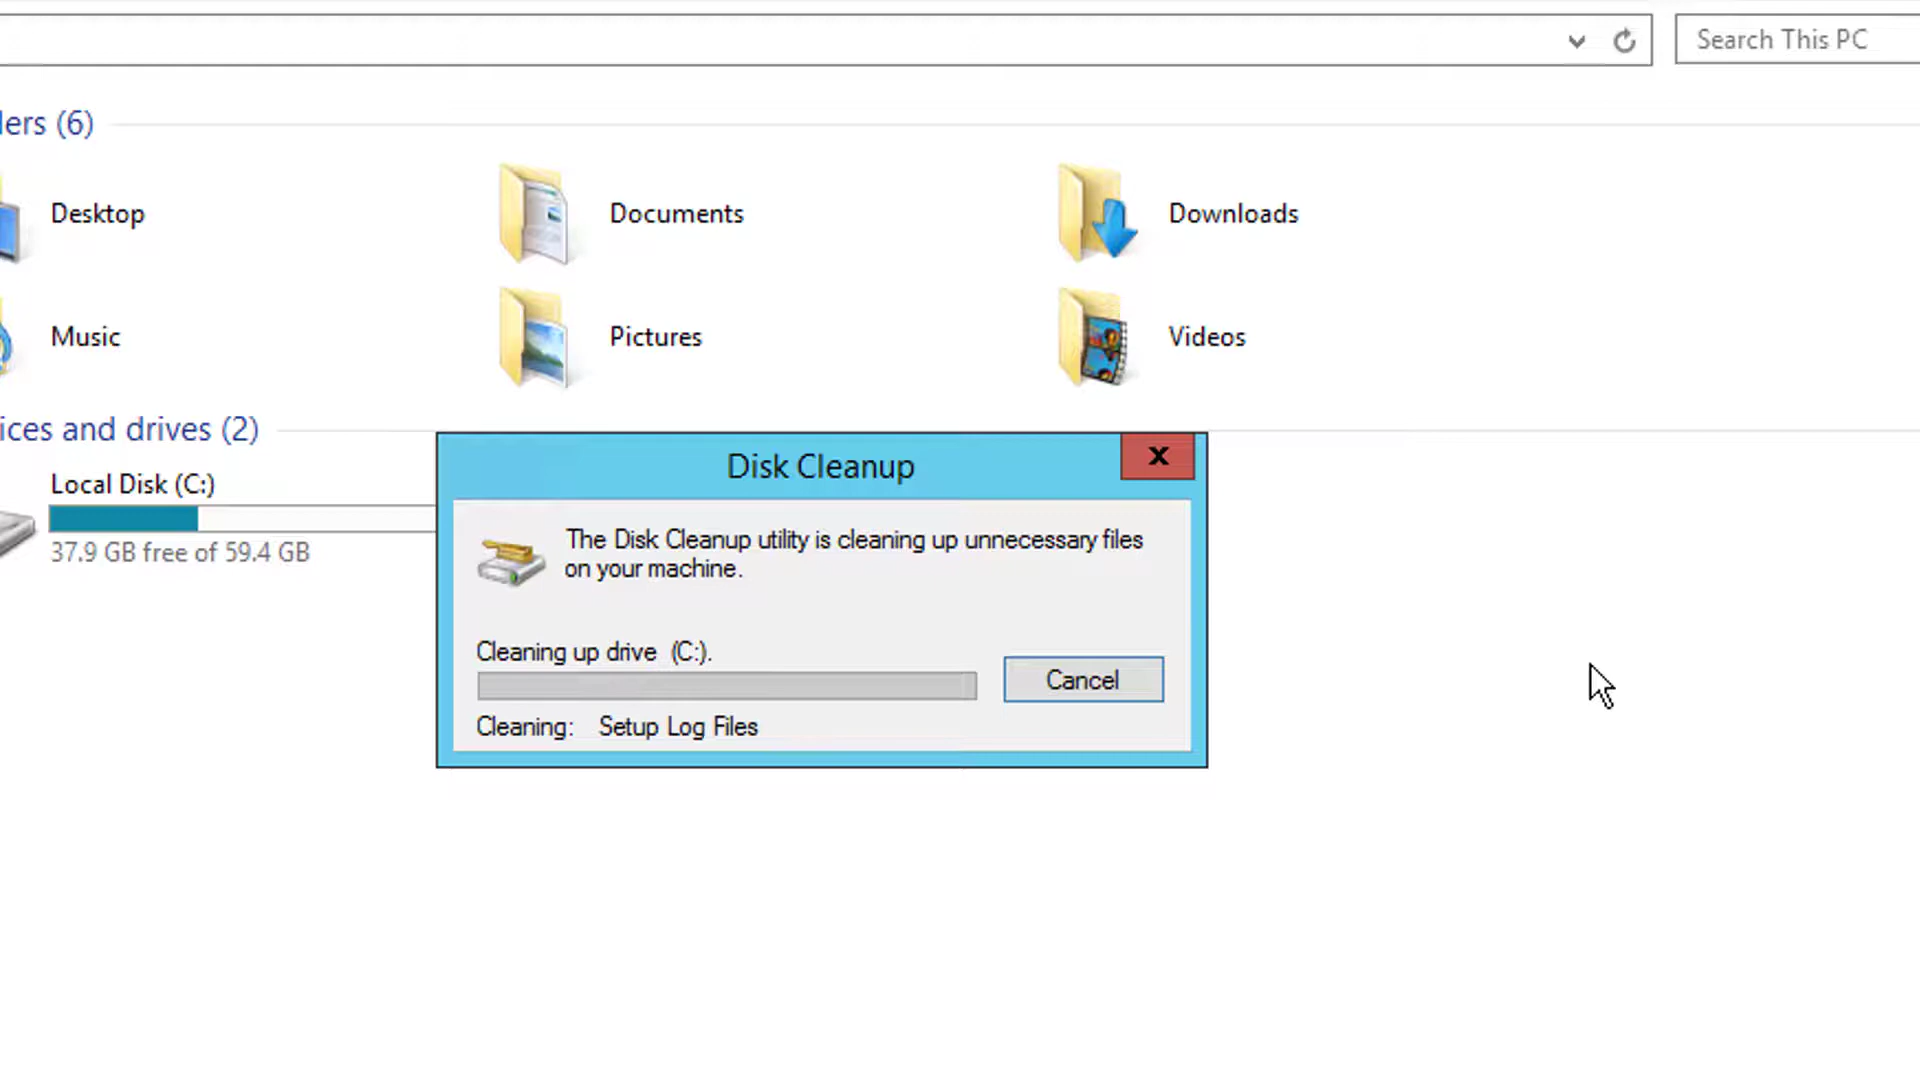 Search This PC
ders (6)
Desktop
Documents
Downloads
Music
Pictures
Videos
ices and drives (2)
Local Disk (C:)
37.9 GB free of 59.4 GB
Disk Cleanup
x
The Disk Cleanup utility is cleaning up unnecessary files
on your machine.
Cleaning up drive (C:).
Cancel
Cleaning: Setup Log Files